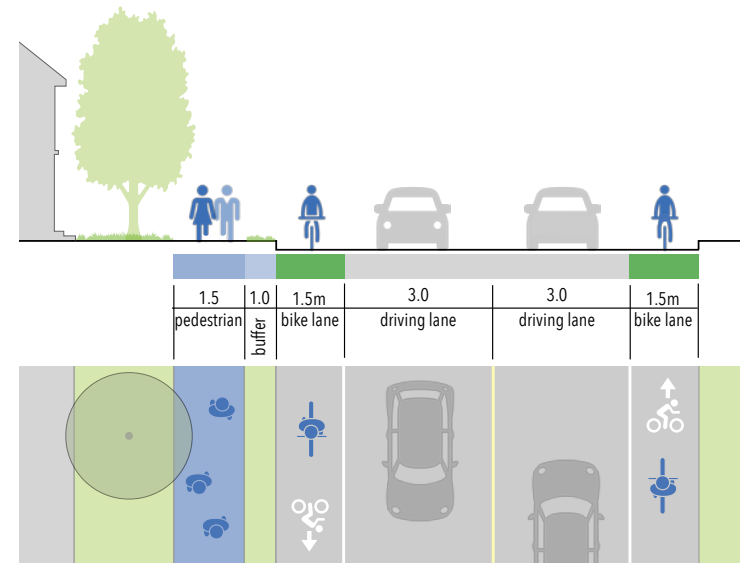 1.5
1.0
1.5m
3.0
3.0
1.5m
pedestrian
buffer
bike lane
driving lane
driving lane
bike lane